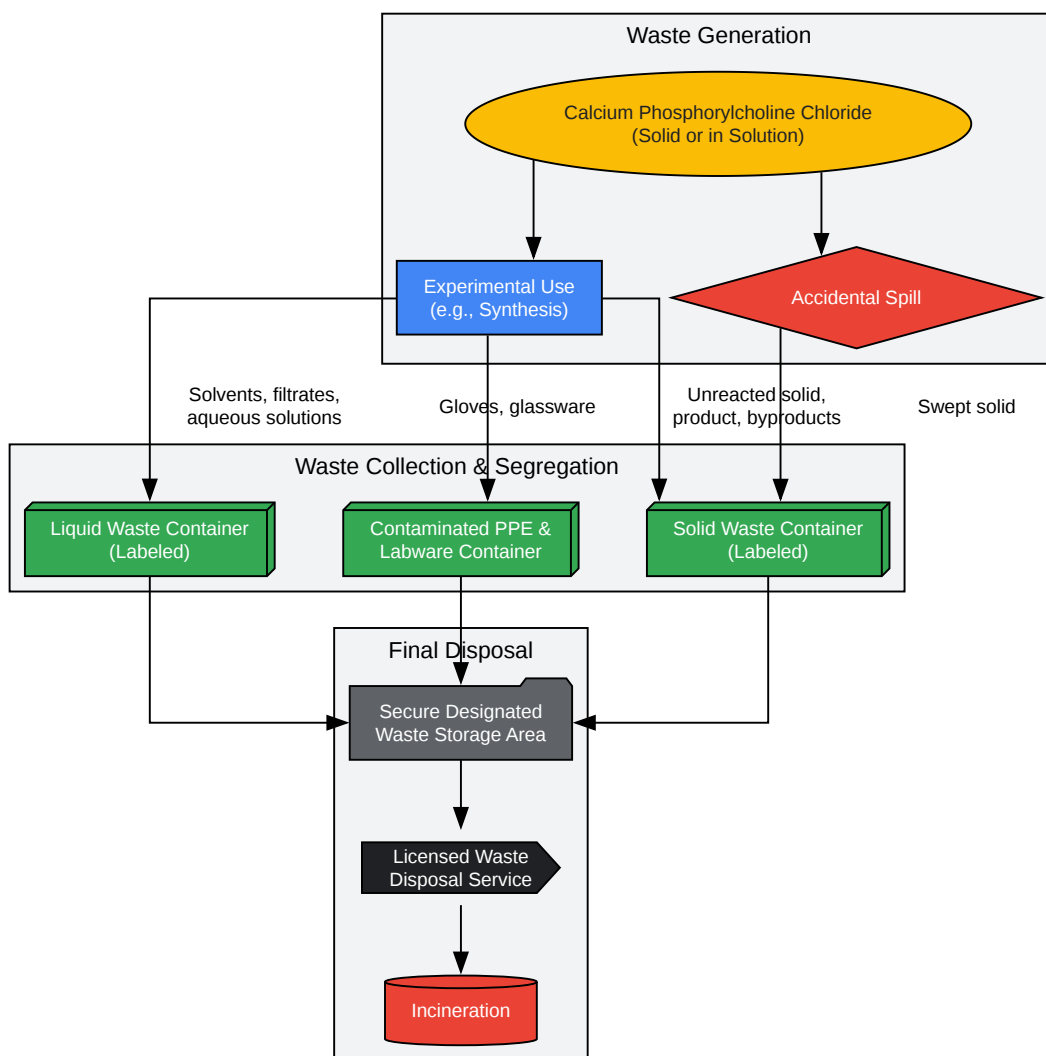 Waste Generation
Calcium Phosphorylcholine Chloride
(Solid or in Solution)
Experimental Use
(e.g., Synthesis)
Accidental Spill
Solvents, filtrates,
aqueous solutions
Gloves, glassware
Unreacted solid,
product, byproducts
Swept solid
Waste Collection & Segregation
Liquid Waste Container
(Labeled)
Contaminated PPE &
Labware Container
Solid Waste Container
(Labeled)
Final Disposal
Secure Designated
Waste Storage Area
Licensed Waste
Disposal Service
Incineration